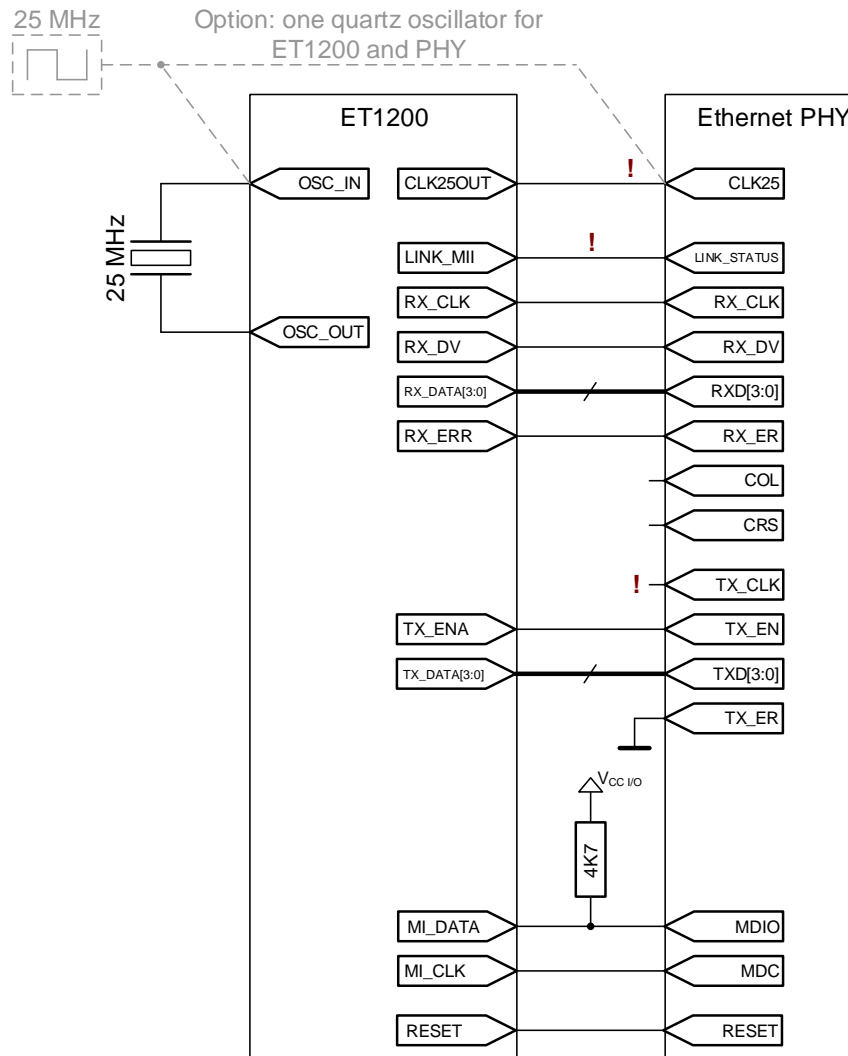 25 MHz
Option: one quartz oscillator for
ET1200 and PHY
ET1200
Ethernet PHY
OSC_IN
CLK25OUT
!
CLK25
25 MHz
LINK_MII
!
LINK_STATUS
RX_CLK
RX_CLK
OSC_OUT
RX_DV
RX_DV
RX_DATA[3:0]
RXD[3:0]
RX_ERR
RX_ER
COL
CRS
!
TX_CLK
TX_ENA
TX_EN
TX_DATA[3:0]
TXD[3:0]
TX_ER
VCC I/O
4K7
MI_DATA
MDIO
MI_CLK
MDC
RESET
RESET